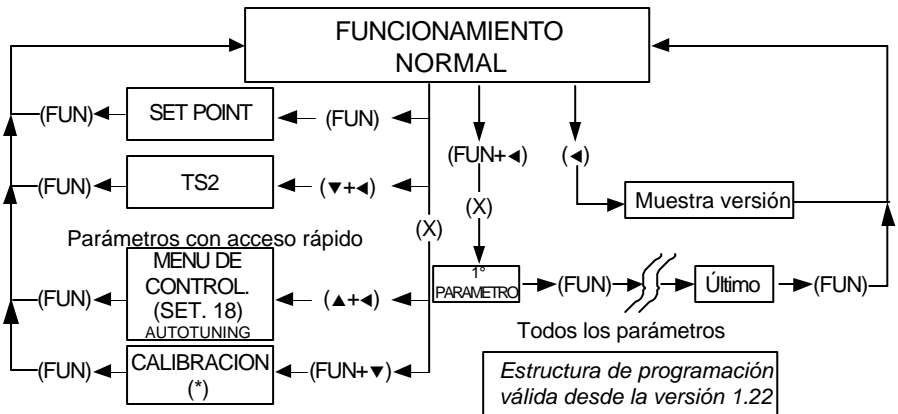 FUNCIONAMIENTO
NORMAL
(FUN) SET POINT (FUN)
(FUN+◄) (◄)
(FUN) TS2 (▼+◄)
(X) (X)
Muestra versión
Parámetros con acceso rápido
(FUN) MENU DE
CONTROL.
(SET. 18)
AUTOTUNING
(▲+◄)
1°
PARAMETRO
(FUN) Último (FUN)
Todos los parámetros
(FUN) CALIBRACION
(*)
(FUN+▼)
Estructura de programación
válida desde la versión 1.22